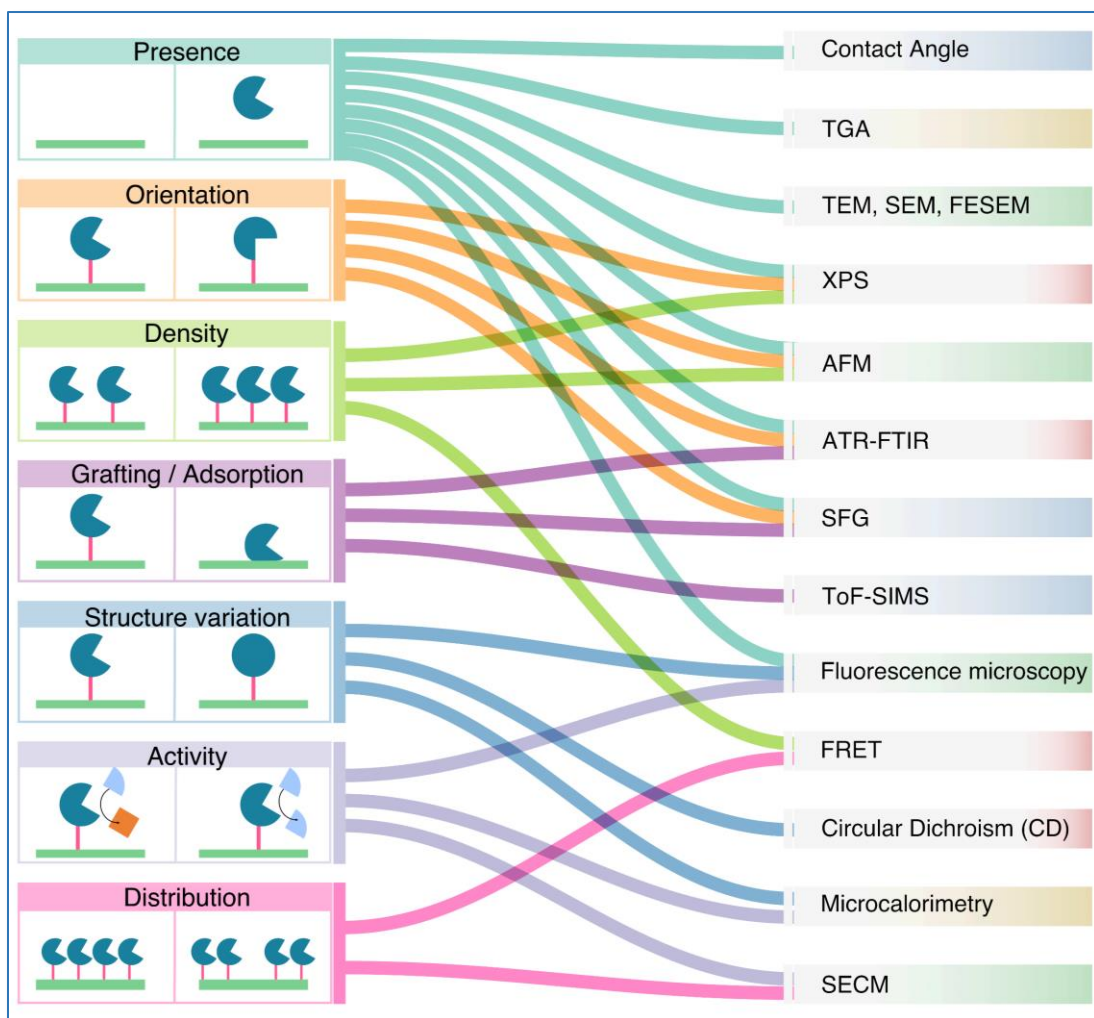 Presence
Orientation
Density
Grafting / Adsorption
Structure variation
Activity
Distribution
Contact Angle
TGA
TEM, SEM, FESEM
XPS
AFM
ATR-FTIR
SFG
ToF-SIMS
Fluorescence microscopy
FRET
Circular Dichroism (CD)
Microcalorimetry
SECM